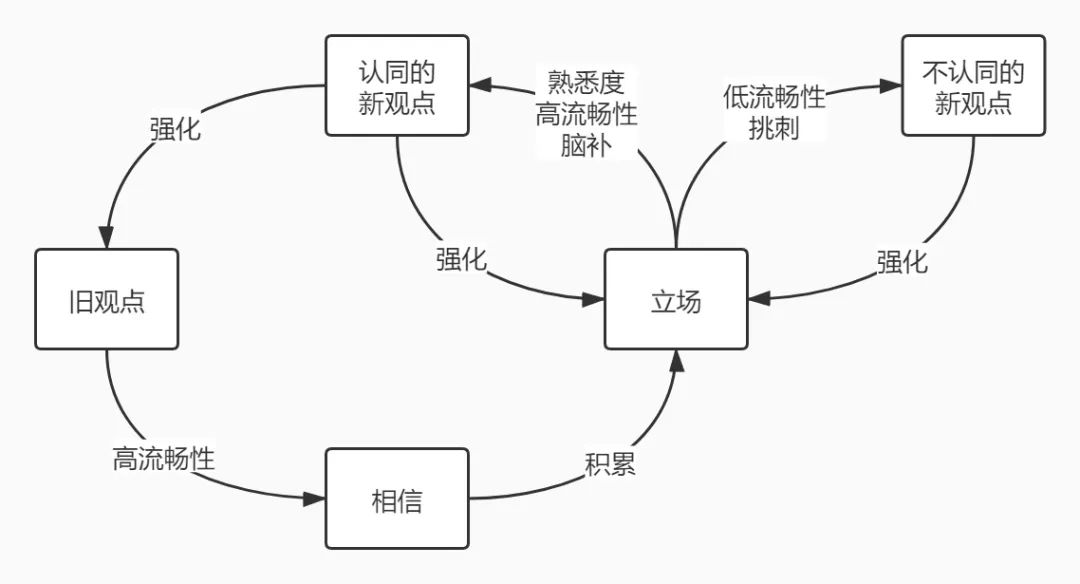 认同的
新观点
不认同的
新观点
熟悉度
高流畅性
脑补
低流畅性
挑刺
强化
强化
强化
旧观点
立场
高流畅性
积累
相信